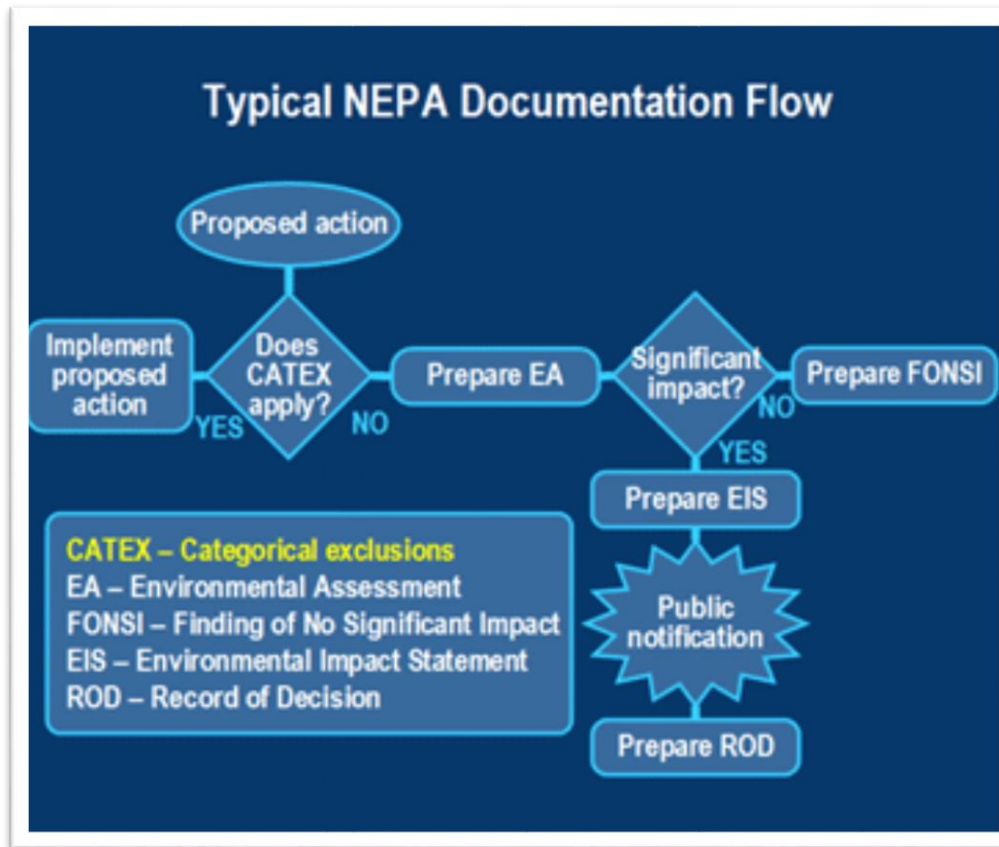 Typical NEPA Documentation Flow
Proposed action
Implement
proposed
action
YES
Does
CATEX
apply?
NO
Prepare EA
Significant
impact?
NO
Prepare FONSI
YES
Prepare EIS
Public
notification
Prepare ROD
CATEX – Categorical exclusions
EA – Environmental Assessment
FONSI – Finding of No Significant Impact
EIS – Environmental Impact Statement
ROD – Record of Decision